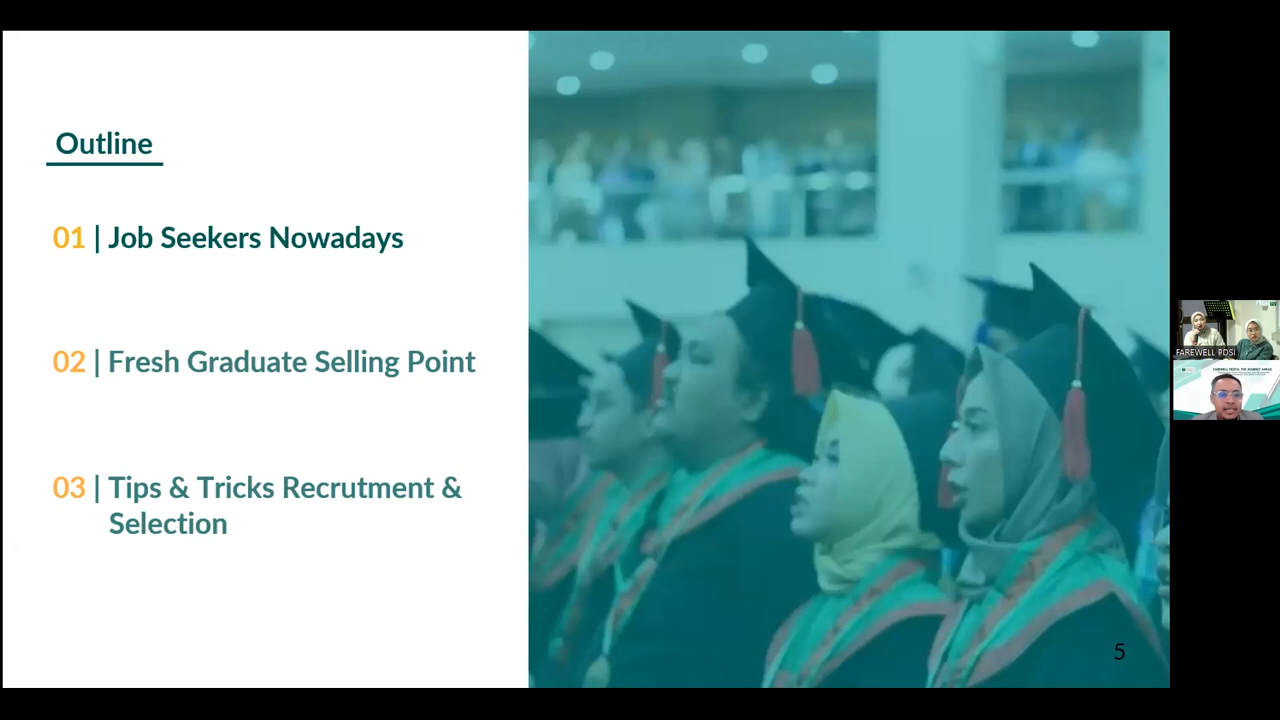 Outline
01 | Job Seekers Nowadays
02 | Fresh Graduate Selling Point
03 | Tips & Tricks Recrutment &
Selection
5
FAREWELL PDSI